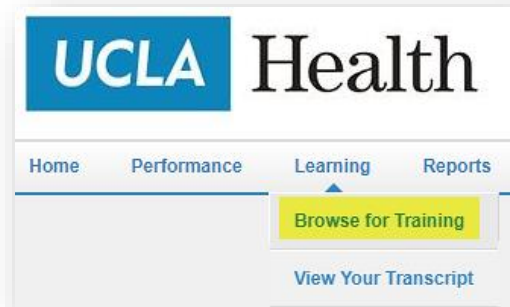 UCLA Health
Home Performance Learning Reports
Browse for Training
View Your Transcript